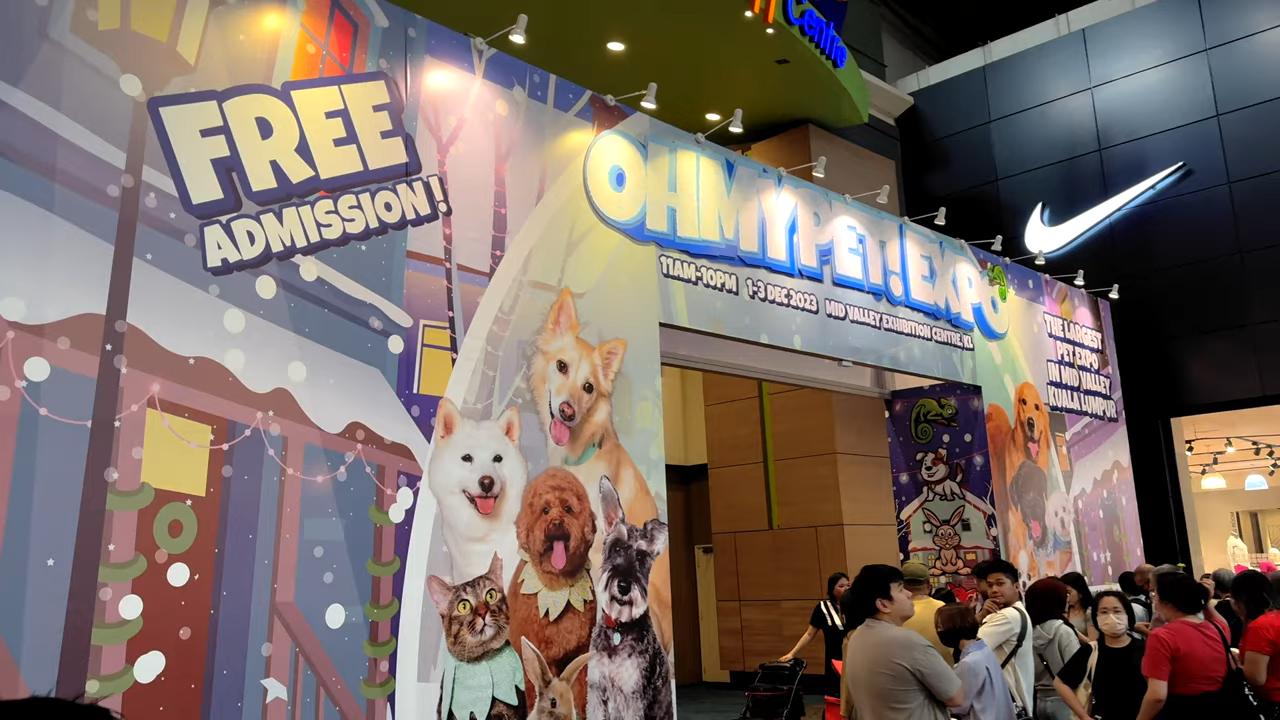 Centre
FREE
ADMISSION!
OHMYPET! EXPO
11AM-10PM 1-3 DEC 2023 MID VALLEY EXHIBITION CENTRE, KL
THE LARGEST
PET EXPO
IN MID VALLEY
KUALA LUMPUR